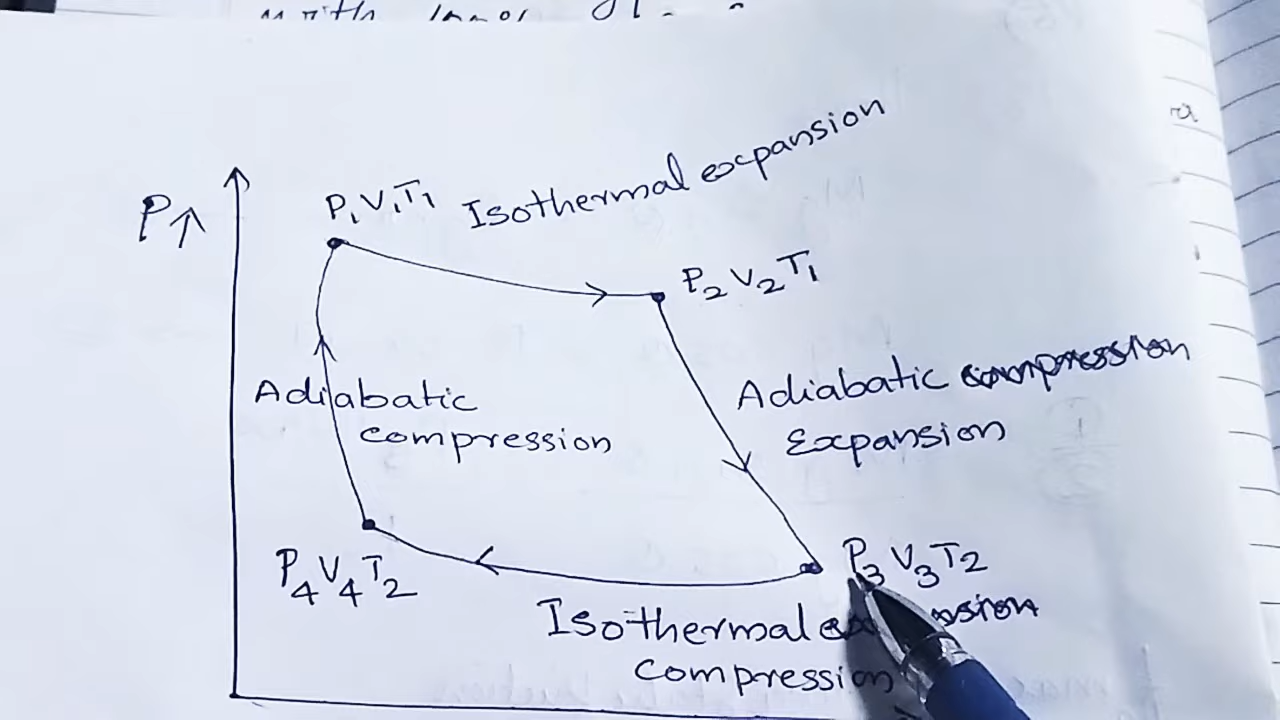 P↑
P₁V₁T₁
Isothermal expansion
P₂V₂T₁
Adiabatic compression
Expansion
Adiabatic
compression
P₃V₃T₂
P₄V₄T₂
Isothermal
compression